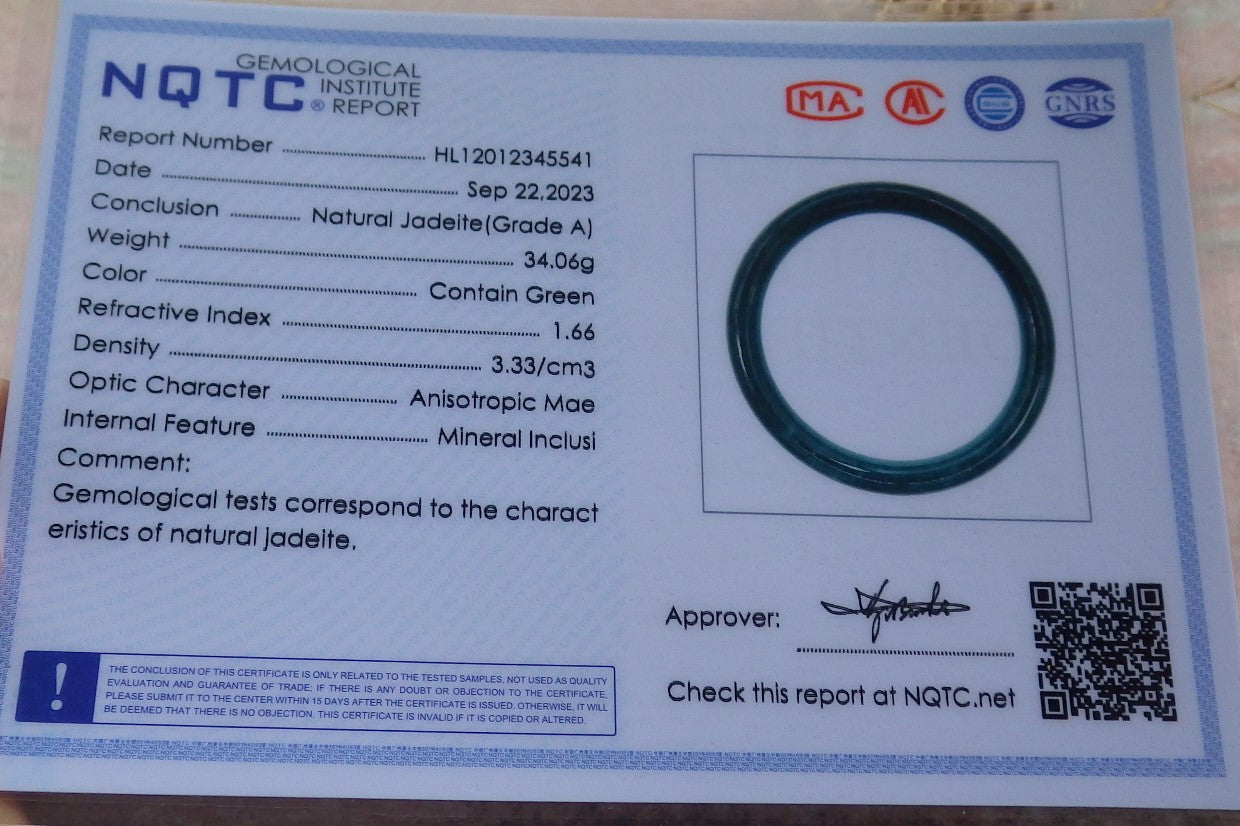 GEMOLOGICAL
NQTC® INSTITUTE
REPORT
Report Number ........ HL12012345541
Date ........ Sep 22,2023
Conclusion ........ Natural Jadeite(Grade A)
Weight ........ 34.06g
Color ........ Contain Green
Refractive Index ........ 1.66
Density ........ 3.33/cm3
Optic Character ........ Anisotropic Mae
Internal Feature ........ Mineral Inclusi
Comment:
Gemological tests correspond to the charact
eristics of natural jadeite.
! THE CONCLUSION OF THIS CERTIFICATE IS ONLY RELATED TO THE TESTED SAMPLES, NOT USED AS QUALITY
EVALUATION AND GUARANTEE OF TRADE; IF THERE IS ANY DOUBT OR OBJECTION TO THE CERTIFICATE,
PLEASE SUBMIT IT TO THE CENTER WITHIN 15 DAYS AFTER THE CERTIFICATE IS ISSUED. OTHERWISE, IT WILL
BE DEEMED THAT THERE IS NO OBJECTION. THIS CERTIFICATE IS INVALID IF IT IS COPIED OR ALTERED.
MA
GNRS
Approver:
Check this report at NQTC.net